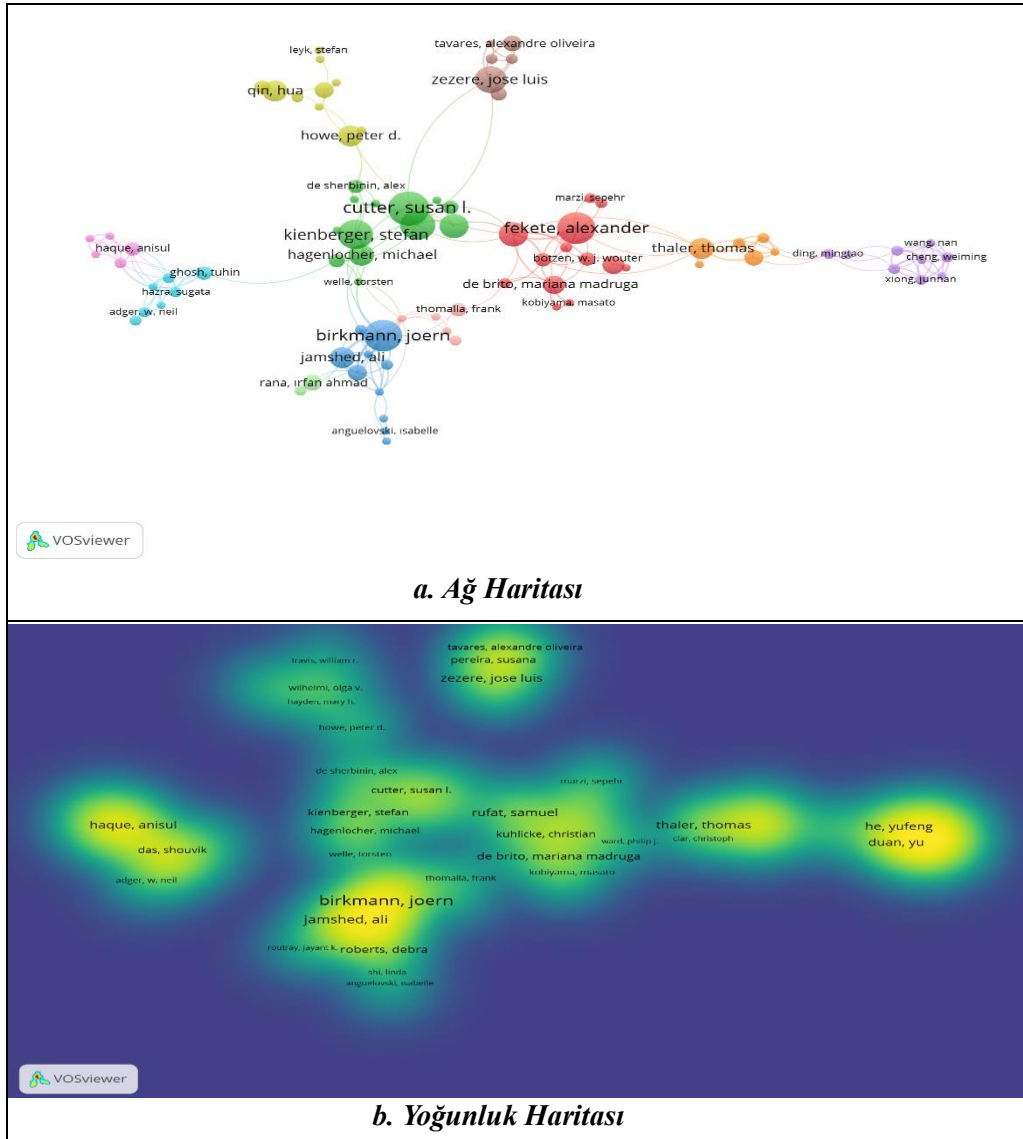 leyk, stefan
tavares, alexandre oliveira
zezere, jose luis
qin, hua
howe, peter d.
de sherbinin, alex
cutter, susan l.
marzi, sepehr
fekete, alexander
kienberger, stefan
hagenlocher, michael
thaler, thomas
wang, nan
haque, anisul
ding, mingtao
cheng, weiming
botzen, w. j. wouter
ghosh, tuhin
xiong, junnan
welle, torsten
de brito, mariana madruga
hazra, sugata
kobiyama, masato
adger, w. neil
thomalla, frank
birkmann, joern
jamshed, ali
rana, ırfan ahmad
anguelovski, ısabelle
VOSviewer
a. Ağ Haritası
tavares, alexandre oliveira
travis, william r.
pereira, susana
zezere, jose luis
wilhelmi, olga v.
hayden, mary h.
howe, peter d.
de sherbinin, alex
marzi, sepehr
cutter, susan l.
kienberger, stefan
rufat, samuel
haque, anisul
thaler, thomas
he, yufeng
hagenlocher, michael
kuhlicke, christian
clar, christoph
duan, yu
ward, philip j.
das, shouvik
welle, torsten
de brito, mariana madruga
adger, w. neil
thomalla, frank
kobiyama, masato
birkmann, joern
jamshed, ali
routray, jayant k.
roberts, debra
shi, linda
anguelovski, ısabelle
VOSviewer
b. Yoğunluk Haritası